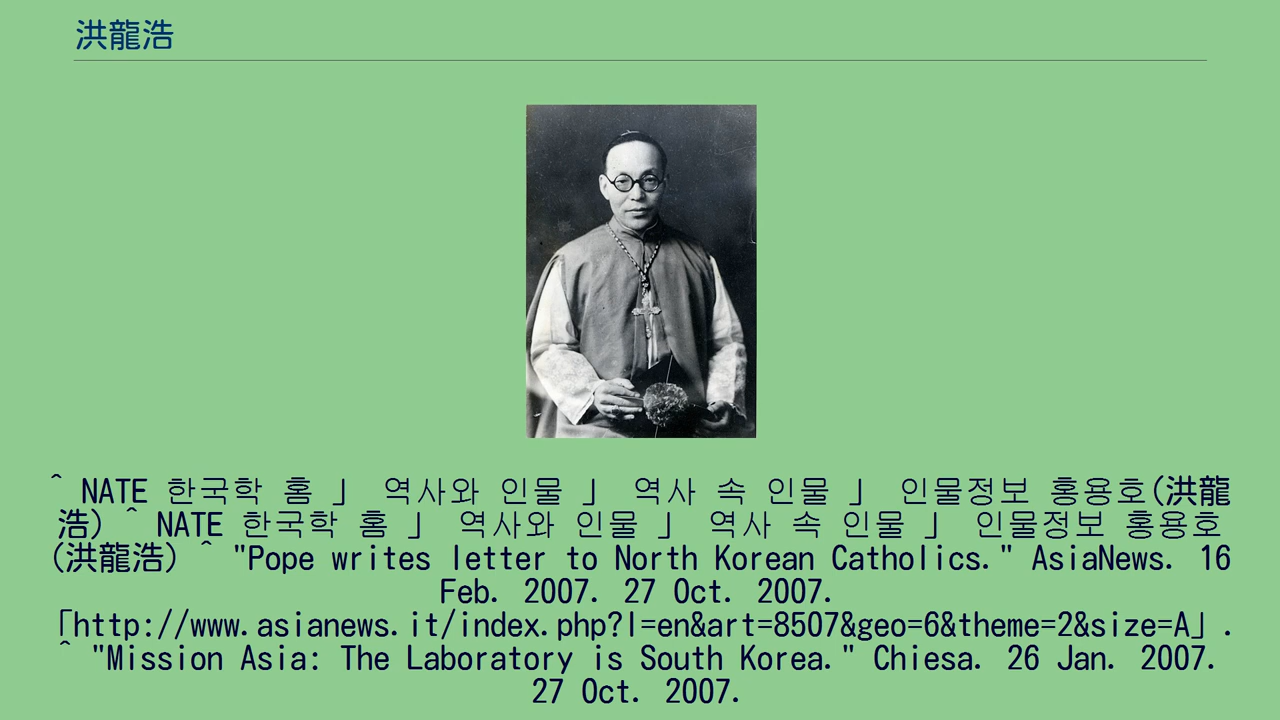 洪龍浩
^ NATE 한국학 홈 」 역사와 인물 」 역사 속 인물 」 인물정보 홍용호(洪龍
浩) ^ NATE 한국학 홈 」 역사와 인물 」 역사 속 인물 」 인물정보 홍용호
(洪龍浩) ^ "Pope writes letter to North Korean Catholics." AsiaNews. 16
Feb. 2007. 27 Oct. 2007.
「http://www.asianews.it/index.php?l=en&art=8507&geo=6&theme=2&size=A」.
^ "Mission Asia: The Laboratory is South Korea." Chiesa. 26 Jan. 2007.
27 Oct. 2007.